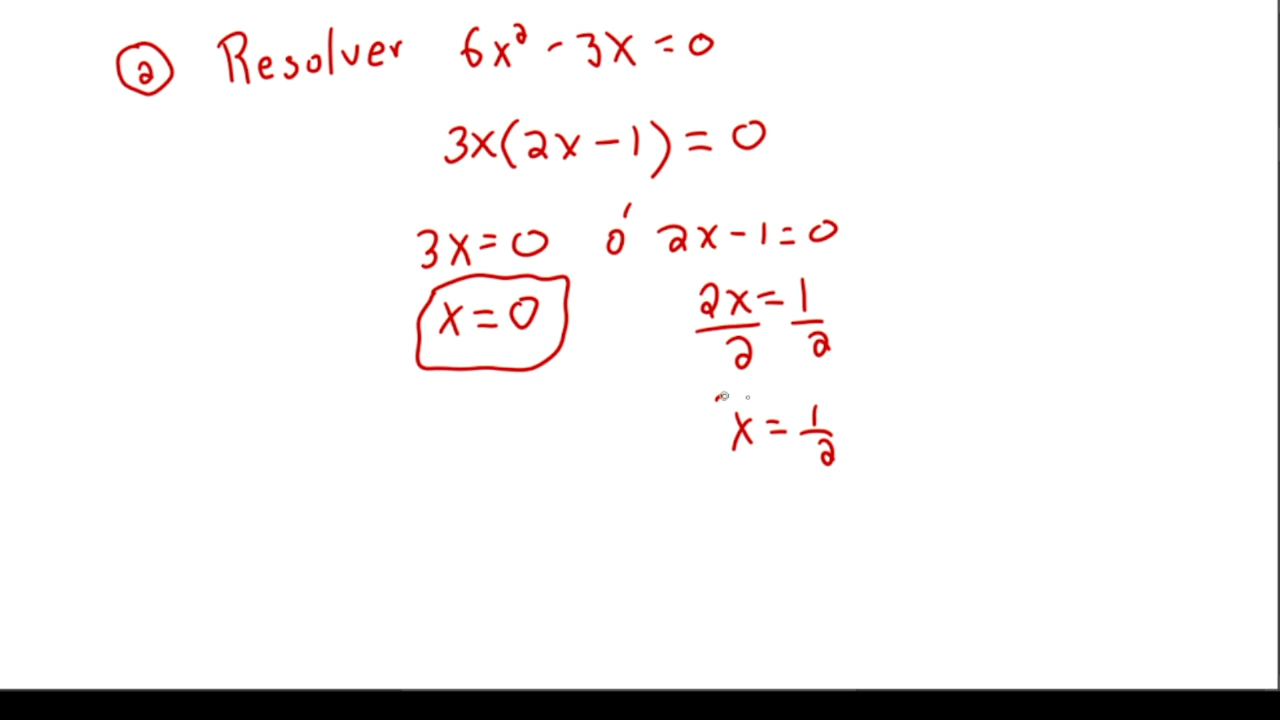 ② Resolver 6x² - 3x = 0
3x(2x - 1) = 0
3x = 0 ó 2x - 1 = 0
x = 0
2x/2 = 1/2
x = 1/2